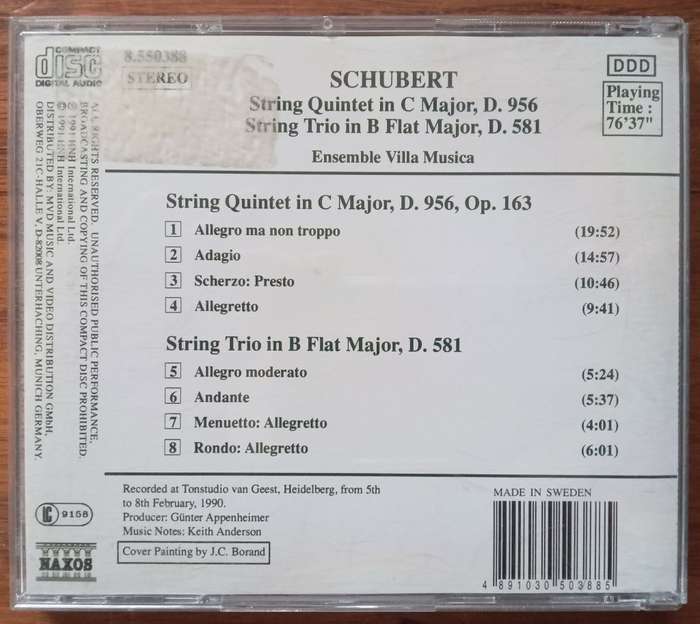 COMPACT
disc
DIGITAL AUDIO
8.550388
STEREO
SCHUBERT
String Quintet in C Major, D. 956
String Trio in B Flat Major, D. 581
Ensemble Villa Musica
DDD
Playing
Time :
76'37"
String Quintet in C Major, D. 956, Op. 163
1 Allegro ma non troppo (19:52)
2 Adagio (14:57)
3 Scherzo: Presto (10:46)
4 Allegretto (9:41)
String Trio in B Flat Major, D. 581
5 Allegro moderato (5:24)
6 Andante (5:37)
7 Menuetto: Allegretto (4:01)
8 Rondo: Allegretto (6:01)
ALL RIGHTS RESERVED. UNAUTHORISED PUBLIC PERFORMANCE,
BROADCASTING AND COPYING OF THIS COMPACT DISC PROHIBITED.
℗ 1991 HNH International Ltd.
© 1991 HNH International Ltd.
DISTRIBUTED BY: MVD MUSIC AND VIDEO DISTRIBUTION GMBH,
OBERWEG 21C-HALLE V, D-82008 UNTERHACHING, MUNICH GERMANY.
LC 9158
NAXOS
Recorded at Tonstudio van Geest, Heidelberg, from 5th
to 8th February, 1990.
Producer: Günter Appenheimer
Music Notes: Keith Anderson
Cover Painting by J.C. Borand
MADE IN SWEDEN
4 891030 503885